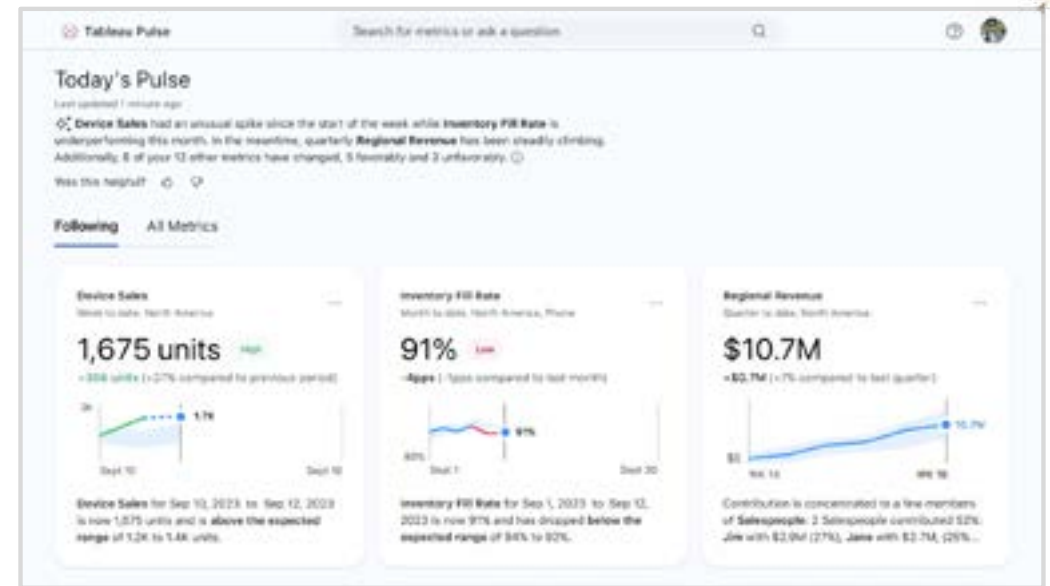 Tableau Pulse
Search for metrics or ask a question
Today's Pulse
Last updated 1 minute ago
Device Sales had an unusual spike since the start of the week while Inventory Fill Rate is
underperforming this month. In the meantime, quarterly Regional Revenue has been steadily climbing.
Additionally, 8 of your 12 other metrics have changed, 5 favorably and 3 unfavorably.
Was this helpful?
Following All Metrics
Device Sales
Week to date, North America
1,675 units High
units (+27% compared to previous period)
2K
1.7K
Sept 10
Inventory Fill Rate
Month to date, North America, Phone
91% Low
compared to last month)
91%
Sept 1 Sept 30
Device Sales for Sep 10, 2023 to Sep 12, 2023
is now 1,675 units and is above the expected
range of 1.2K to 1.4K units.
Inventory Fill Rate for Sep 1, 2023 to Sep 12,
2023 is now 91% and has dropped below the
expected range of 94% to 92%.
Regional Revenue
Quarter to date, North America
$10.7M
+$0.7M (+7% compared to last quarter)
10.7M
$0
Contribution is concentrated to a few members
of Salespeople. 2 Salespeople contributed 52%:
Jim with $2.9M (27%), Jane with $2.7M, (25%...